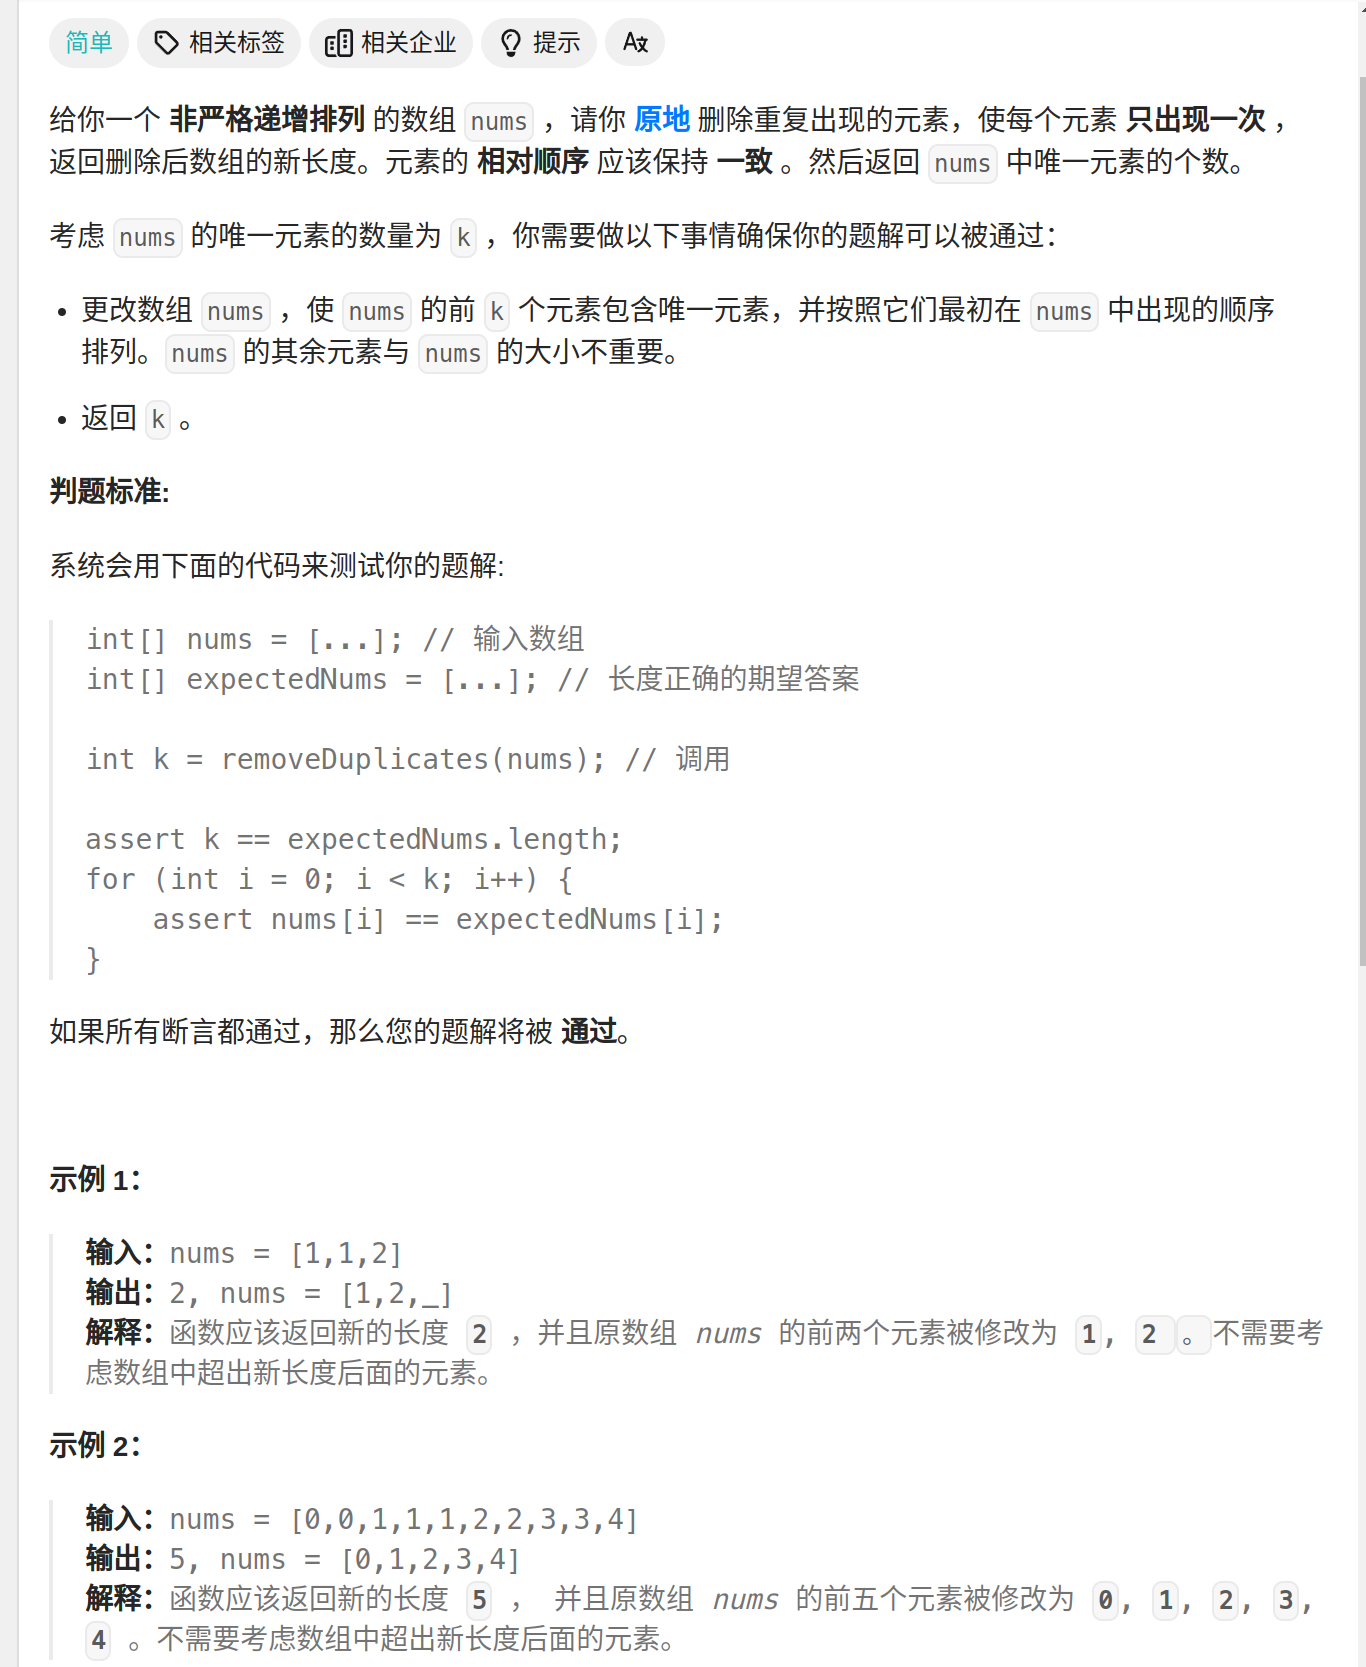 简单 相关标签 相关企业 提示 A文
给你一个 非严格递增排列 的数组 nums ，请你 原地 删除重复出现的元素，使每个元素 只出现一次 ，
返回删除后数组的新长度。元素的 相对顺序 应该保持 一致 。然后返回 nums 中唯一元素的个数。
考虑 nums 的唯一元素的数量为 k ，你需要做以下事情确保你的题解可以被通过：
• 更改数组 nums ，使 nums 的前 k 个元素包含唯一元素，并按照它们最初在 nums 中出现的顺序
排列。nums 的其余元素与 nums 的大小不重要。
• 返回 k 。
判题标准:
系统会用下面的代码来测试你的题解:
int[] nums = [...]; // 输入数组
int[] expectedNums = [...]; // 长度正确的期望答案
int k = removeDuplicates(nums); // 调用
assert k == expectedNums.length;
for (int i = 0; i < k; i++) {
    assert nums[i] == expectedNums[i];
}
如果所有断言都通过，那么您的题解将被 通过。
示例 1：
输入：nums = [1,1,2]
输出：2, nums = [1,2,_]
解释：函数应该返回新的长度 2 ，并且原数组 nums 的前两个元素被修改为 1, 2 。不需要考
虑数组中超出新长度后面的元素。
示例 2：
输入：nums = [0,0,1,1,1,2,2,3,3,4]
输出：5, nums = [0,1,2,3,4]
解释：函数应该返回新的长度 5 ， 并且原数组 nums 的前五个元素被修改为 0, 1, 2, 3,
4 。不需要考虑数组中超出新长度后面的元素。